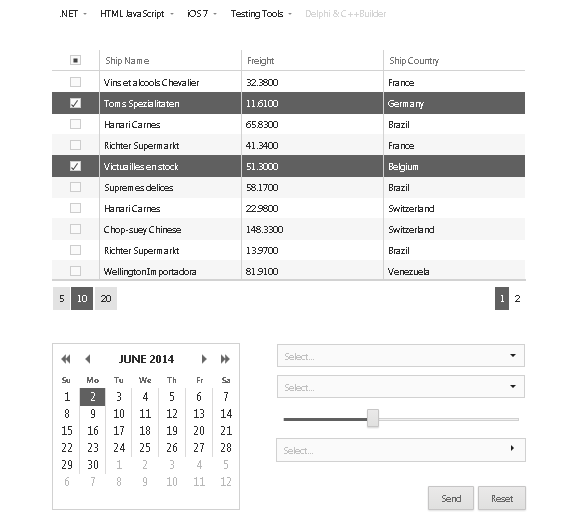 .NET HTML JavaScript iOS 7 Testing Tools Delphi & C++Builder
Ship Name Freight Ship Country
Vins et alcools Chevalier 32.3800 France
Toms Spezialitaten 11.6100 Germany
Hanari Carnes 65.8300 Brazil
Richter Supermarkt 41.3400 France
Victuailles en stock 51.3000 Belgium
Supremes delices 58.1700 Brazil
Hanari Carnes 22.9800 Switzerland
Chop-suey Chinese 148.3300 Switzerland
Richter Supermarkt 13.9700 Brazil
Wellington Importadora 81.9100 Venezuela
5 10 20 1 2
JUNE 2014
Su Mo Tu We Th Fr Sa
1 2 3 4 5 6 7
8 9 10 11 12 13 14
15 16 17 18 19 20 21
22 23 24 25 26 27 28
29 30 1 2 3 4 5
6 7 8 9 10 11 12
Select...
Select...
Select...
Send Reset